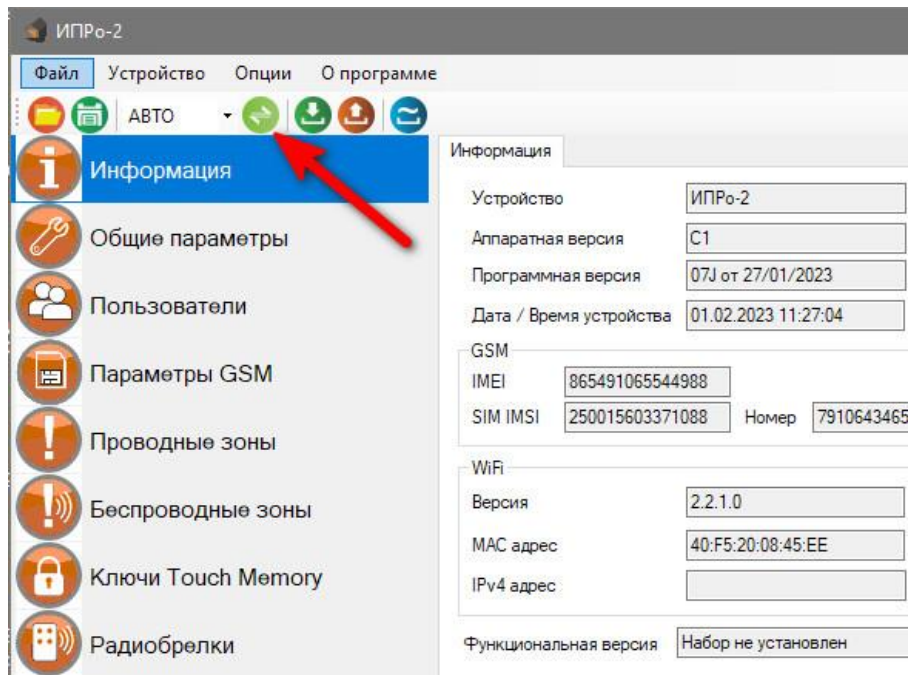 ИПРо-2
Файл Устройство Опции О программе
АВТО
Информация
Общие параметры
Пользователи
Параметры GSM
Проводные зоны
Беспроводные зоны
Ключи Touch Memory
Радиобрелки
Информация
Устройство ИПРо-2
Аппаратная версия C1
Программная версия 07J от 27/01/2023
Дата / Время устройства 01.02.2023 11:27:04
GSM
IMEI 865491065544988
SIM IMSI 250015603371088 Номер 7910643465
WiFi
Версия 2.2.1.0
MAC адрес 40:F5:20:08:45:EE
IPv4 адрес
Функциональная версия Набор не установлен